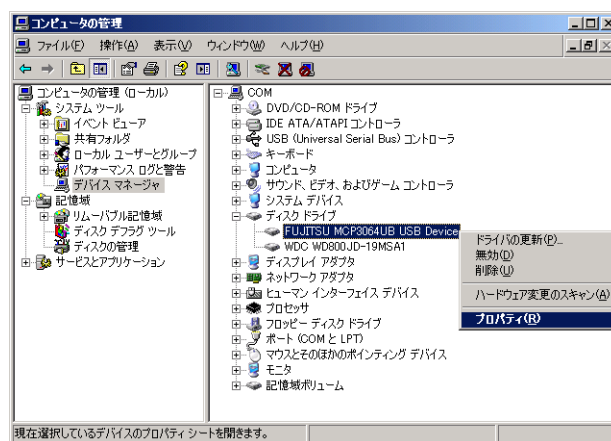 コンピュータの管理
ファイル(F) 操作(A) 表示(V) ウィンドウ(W) ヘルプ(H)
コンピュータの管理 (ローカル)
システム ツール
イベント ビューア
共有フォルダ
ローカル ユーザーとグループ
パフォーマンス ログと警告
デバイス マネージャ
記憶域
リムーバブル記憶域
ディスク デフラグ ツール
ディスクの管理
サービスとアプリケーション
COM
DVD/CD-ROM ドライブ
IDE ATA/ATAPI コントローラ
USB (Universal Serial Bus) コントローラ
キーボード
コンピュータ
サウンド、ビデオ、およびゲーム コントローラ
システム デバイス
ディスク ドライブ
FUJITSU MCP3064UB USB Device
WDC WD800JD-19MSA1
ディスプレイ アダプタ
ネットワーク アダプタ
ヒューマン インターフェイス デバイス
プロセッサ
フロッピー ディスク ドライブ
ポート (COM と LPT)
マウスとそのほかのポインティング デバイス
モニタ
記憶域ボリューム
ドライバの更新(P)...
無効(D)
削除(U)
ハードウェア変更のスキャン(A)
プロパティ(R)
現在選択しているデバイスのプロパティ シートを開きます。